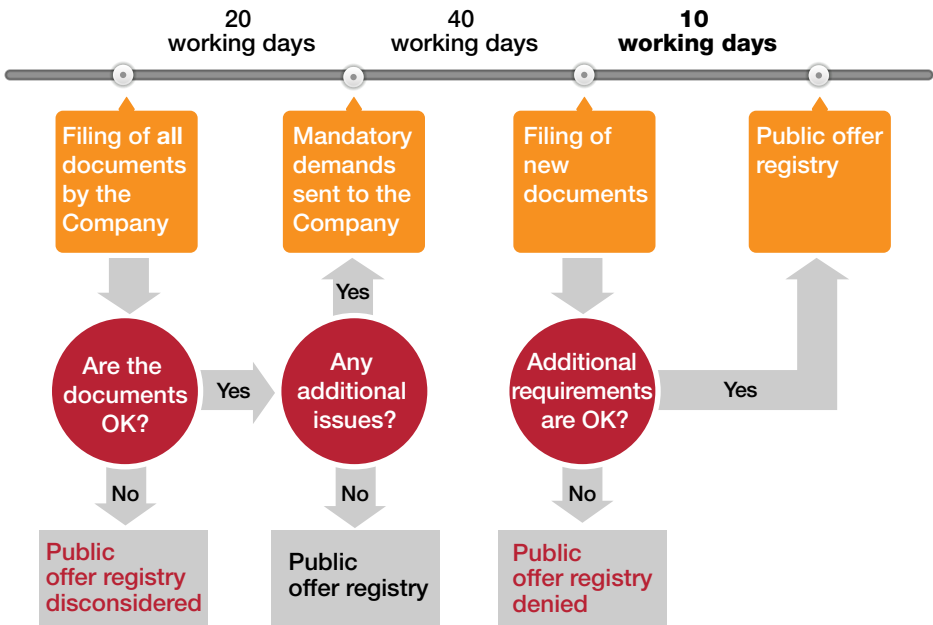 20
working days
40
working days
10
working days
Filing of all
documents
by the
Company
Mandatory
demands
sent to the
Company
Filing of
new
documents
Public offer
registry
Yes
Are the
documents
OK?
Yes
Any
additional
issues?
Additional
requirements
are OK?
Yes
No
No
No
Public
offer registry
disconsidered
Public
offer registry
Public
offer registry
denied